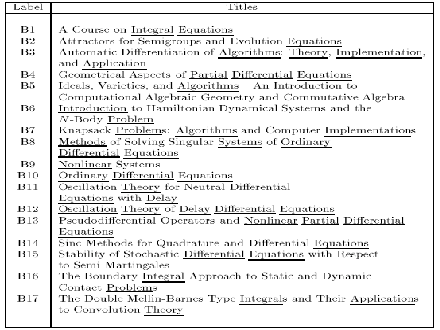 Label Titles
B1 A Course on Integral Equations
B2 Attractors for Semigroups and Evolution Equations
B3 Automatic Differentiation of Algorithms: Theory, Implementation,
and Application
B4 Geometrical Aspects of Partial Differential Equations
B5 Ideals, Varieties, and Algorithms – An Introduction to
Computational Algebraic Geometry and Commutative Algebra
B6 Introduction to Hamiltonian Dynamical Systems and the
N-Body Problem
B7 Knapsack Problems: Algorithms and Computer Implementations
B8 Methods of Solving Singular Systems of Ordinary
Differential Equations
B9 Nonlinear Systems
B10 Ordinary Differential Equations
B11 Oscillation Theory for Neutral Differential
Equations with Delay
B12 Oscillation Theory of Delay Differential Equations
B13 Pseudodifferential Operators and Nonlinear Partial Differential
Equations
B14 Sinc Methods for Quadrature and Differential Equations
B15 Stability of Stochastic Differential Equations with Respect
to Semi-Martingales
B16 The Boundary Integral Approach to Static and Dynamic
Contact Problems
B17 The Double Mellin-Barnes Type Integrals and Their Applications
to Convolution Theory